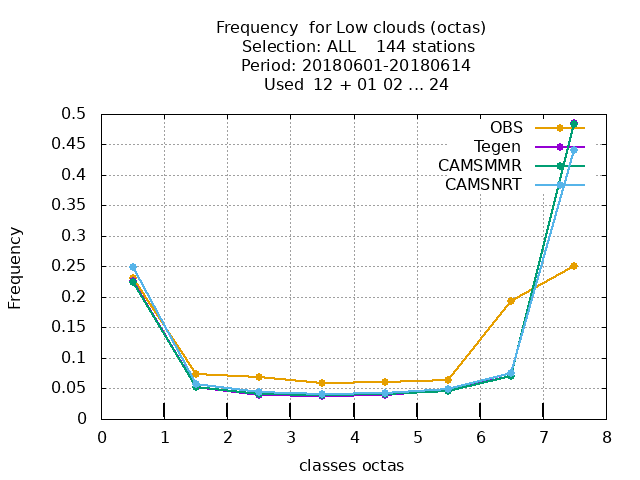 Frequency  for Low clouds (octas)
Selection: ALL    144 stations
Period: 20180601-20180614
Used  12 + 01 02 ... 24
0.5
0.45
0.4
0.35
0.3
0.25
0.2
0.15
0.1
0.05
0
Frequency
OBS
Tegen
CAMSMMR
CAMSNRT
0 1 2 3 4 5 6 7 8
classes octas